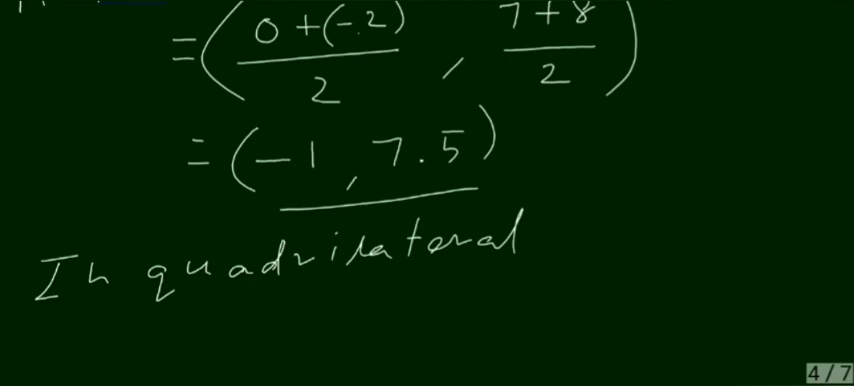 = ( 0 + (-2) / 2 , 7 + 8 / 2 )
= (-1, 7.5)
In quadrilateral
4 / 7